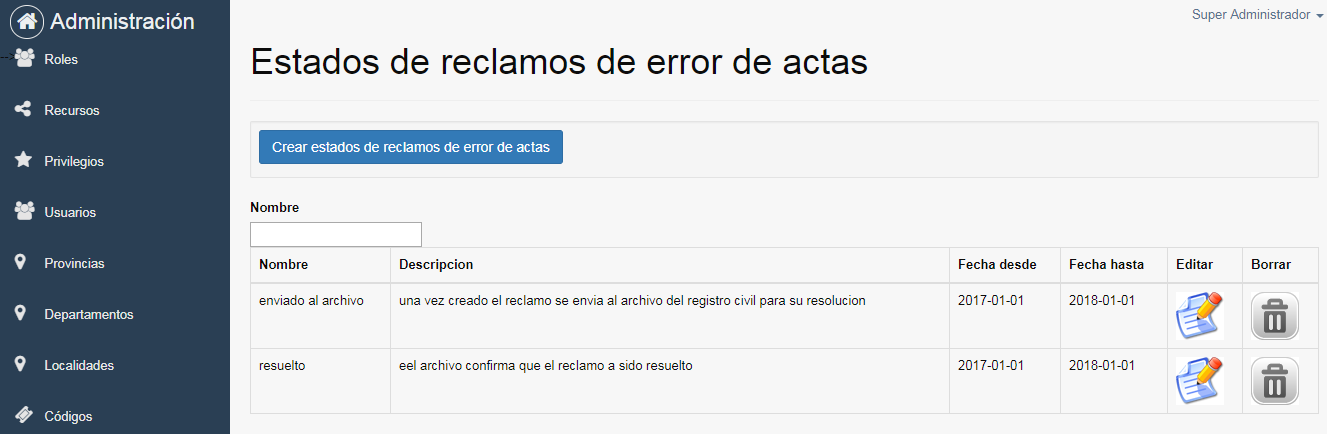 Administración
Super Administrador
-->
Roles
Recursos
Privilegios
Usuarios
Provincias
Departamentos
Localidades
Códigos
Estados de reclamos de error de actas
Crear estados de reclamos de error de actas
Nombre
Nombre Descripcion Fecha desde Fecha hasta Editar Borrar
enviado al archivo una vez creado el reclamo se envia al archivo del registro civil para su resolucion 2017-01-01 2018-01-01
resuelto eel archivo confirma que el reclamo a sido resuelto 2017-01-01 2018-01-01